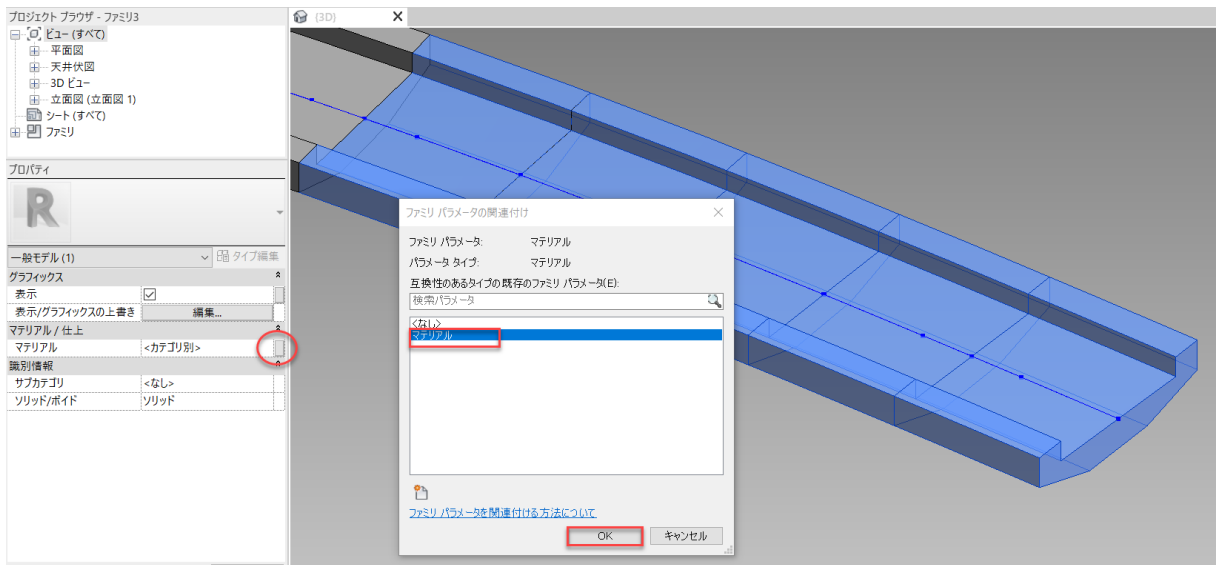 プロジェクト ブラウザ - ファミリ3
ビュー (すべて)
平面図
天井伏図
3D ビュー
立面図 (立面図 1)
シート (すべて)
ファミリ
プロパティ
R
一般モデル (1)
タイプ編集
グラフィックス
表示
表示/グラフィックスの上書き
編集...
マテリアル / 仕上
マテリアル
<カテゴリ別>
識別情報
サブカテゴリ
<なし>
ソリッド/ボイド
ソリッド
{3D}
ファミリ パラメータの関連付け
ファミリ パラメータ:
マテリアル
パラメータ タイプ:
マテリアル
互換性のあるタイプの既存のファミリ パラメータ(E):
検索パラメータ
<なし>
マテリアル
ファミリ パラメータを関連付ける方法について
OK
キャンセル